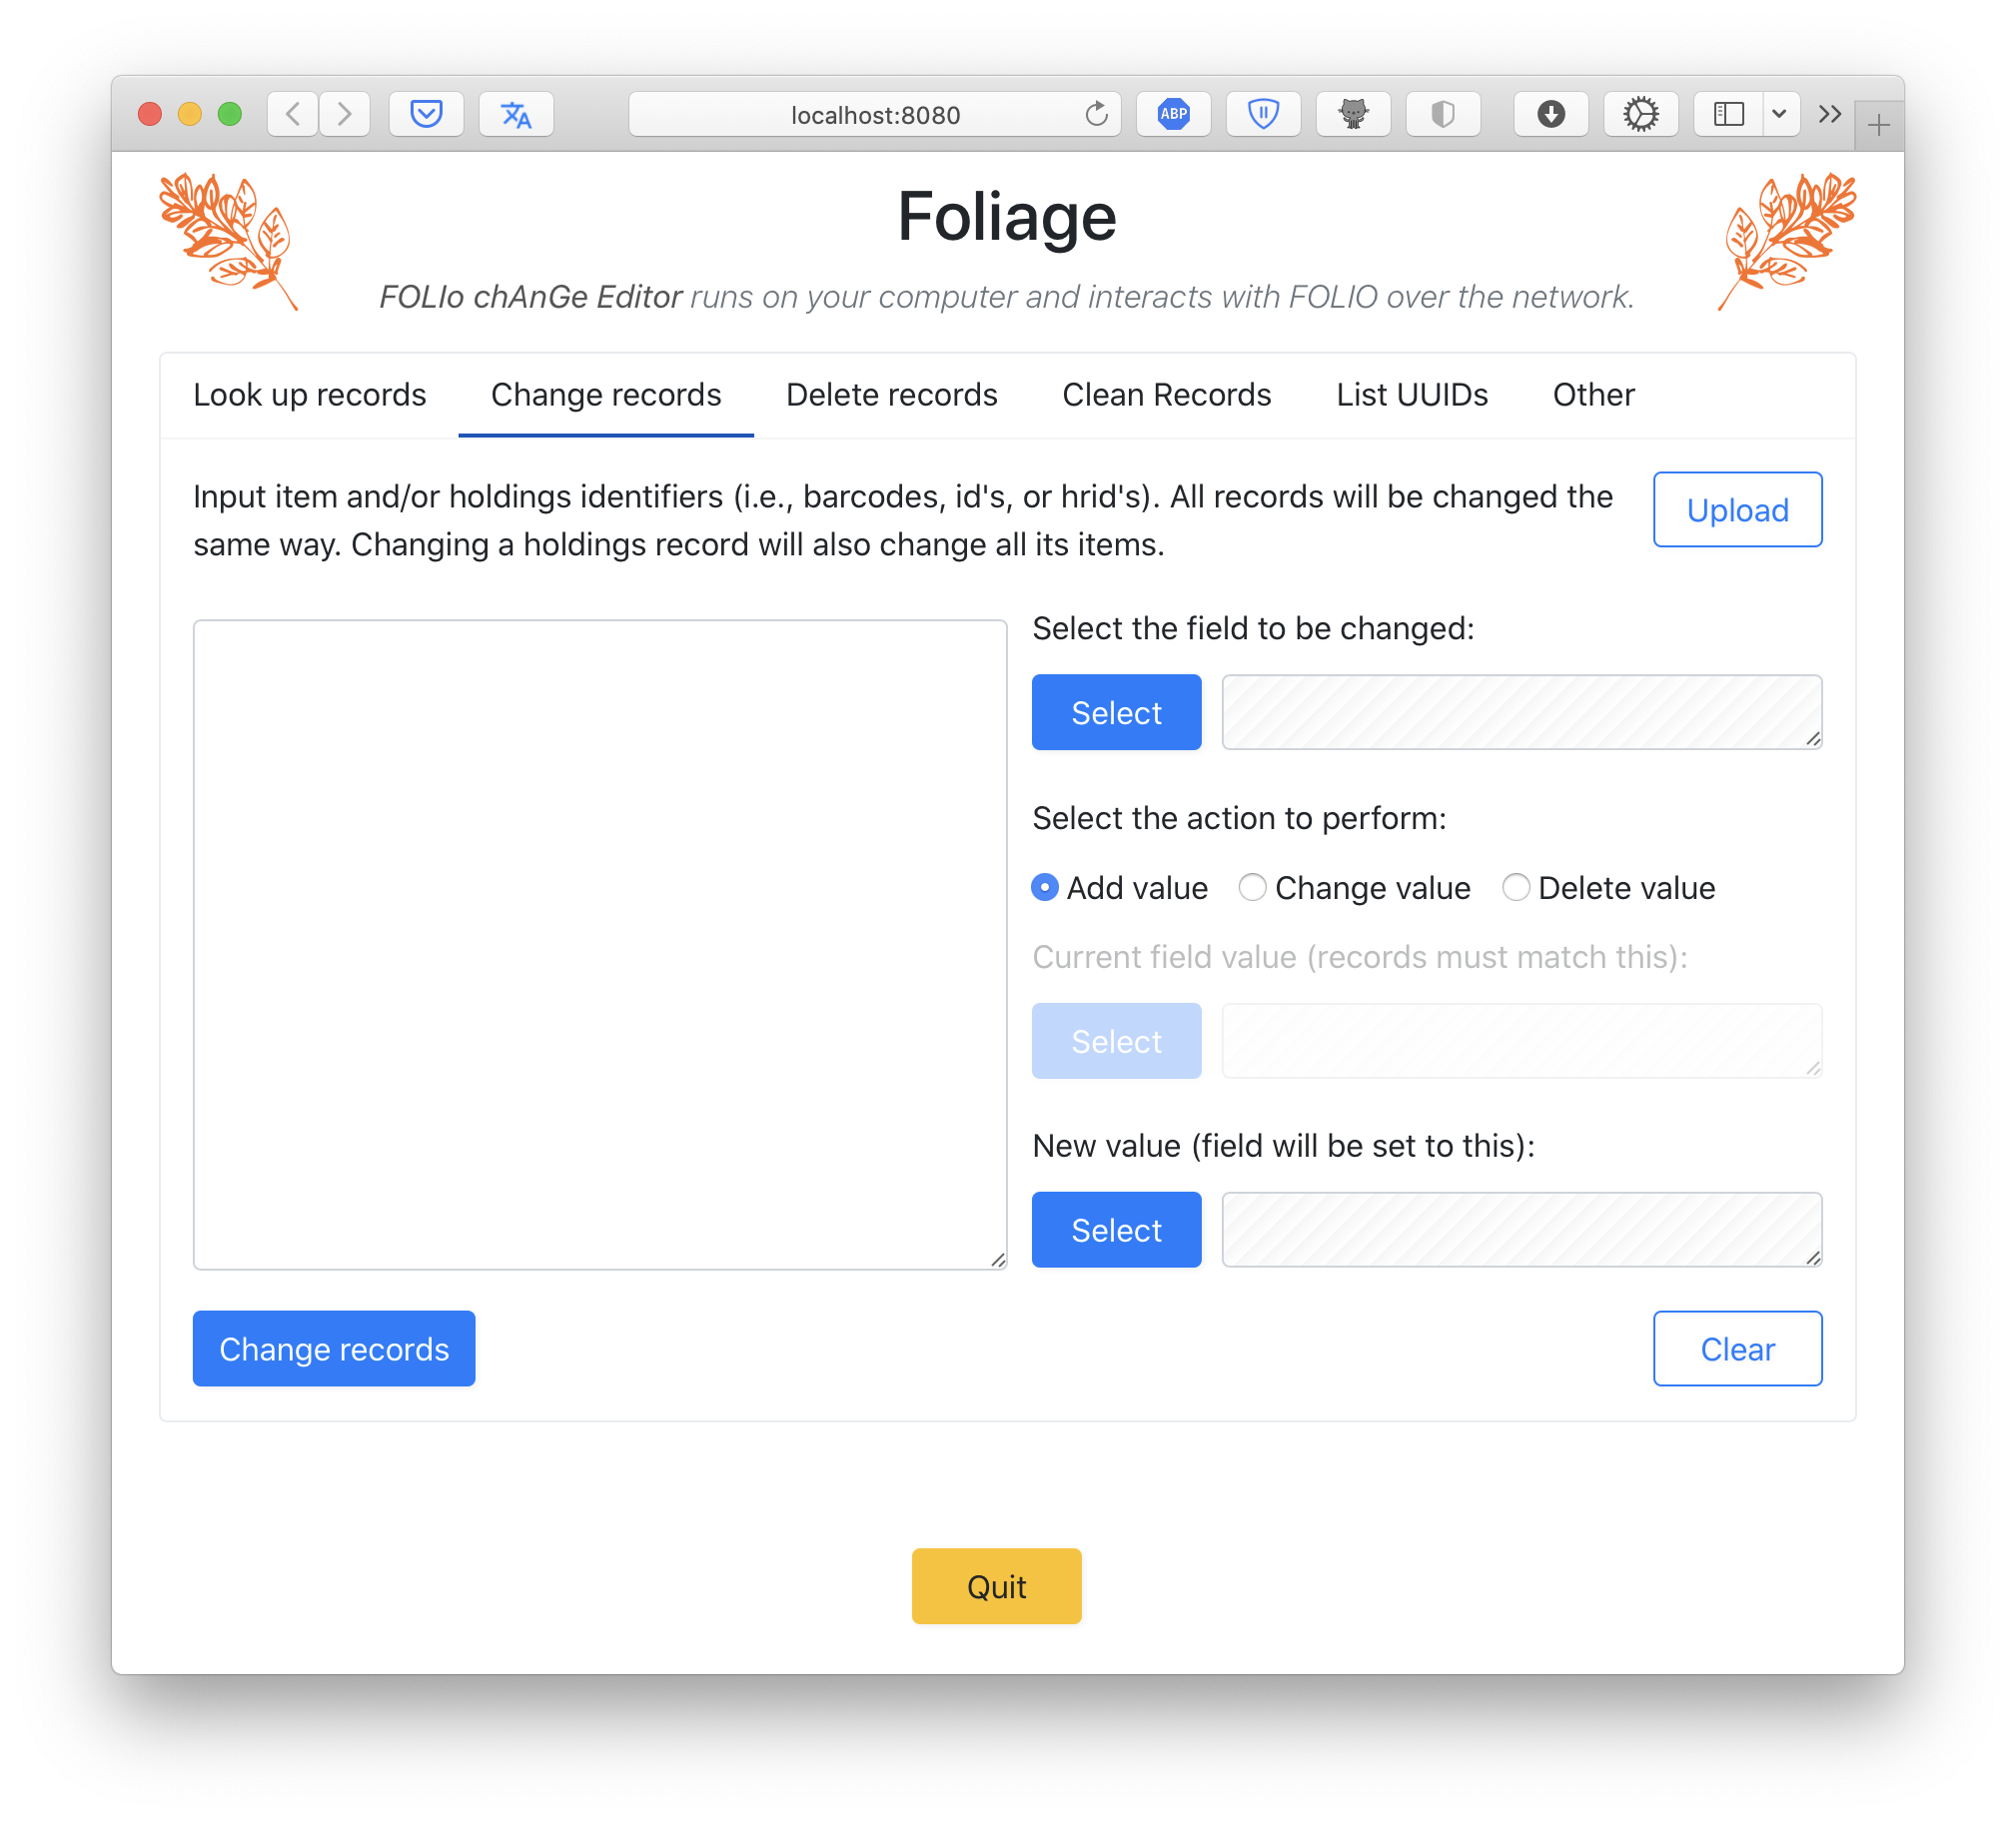 localhost:8080
ABP
Foliage
FOLIo chAnGe Editor runs on your computer and interacts with FOLIO over the network.
Look up records Change records Delete records Clean Records List UUIDs Other
Input item and/or holdings identifiers (i.e., barcodes, id's, or hrid's). All records will be changed the
same way. Changing a holdings record will also change all its items.
Upload
Select the field to be changed:
Select
Select the action to perform:
Add value Change value Delete value
Current field value (records must match this):
Select
New value (field will be set to this):
Select
Change records
Clear
Quit